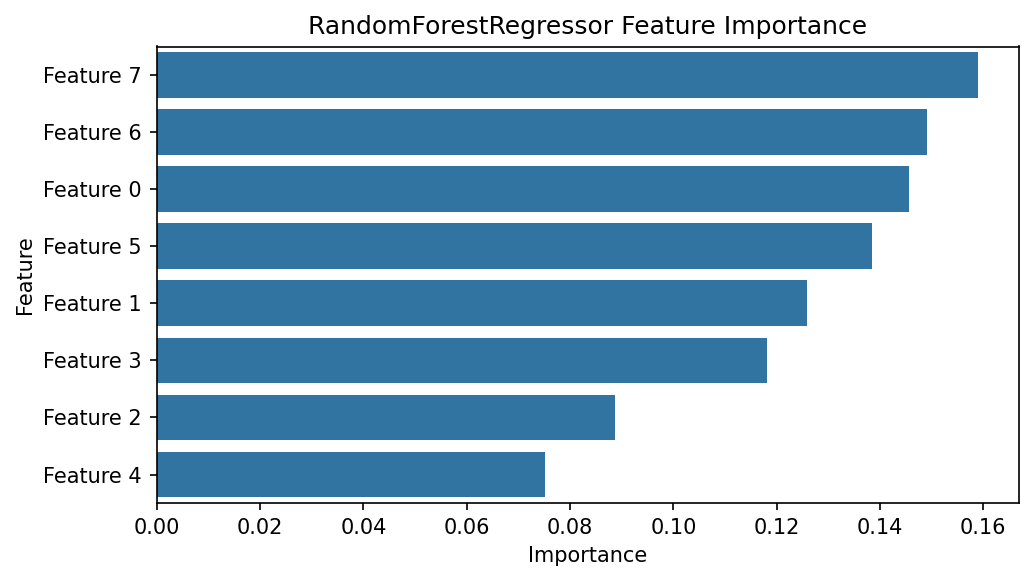 RandomForestRegressor Feature Importance
Feature
Feature 7
Feature 6
Feature 0
Feature 5
Feature 1
Feature 3
Feature 2
Feature 4
0.00 0.02 0.04 0.06 0.08 0.10 0.12 0.14 0.16
Importance